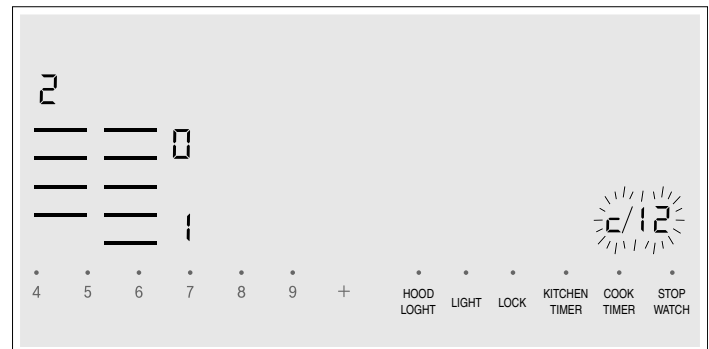 2
0
1
c/12
4 5 6 7 8 9 +
HOOD LOGHT LIGHT LOCK KITCHEN TIMER COOK TIMER STOP WATCH